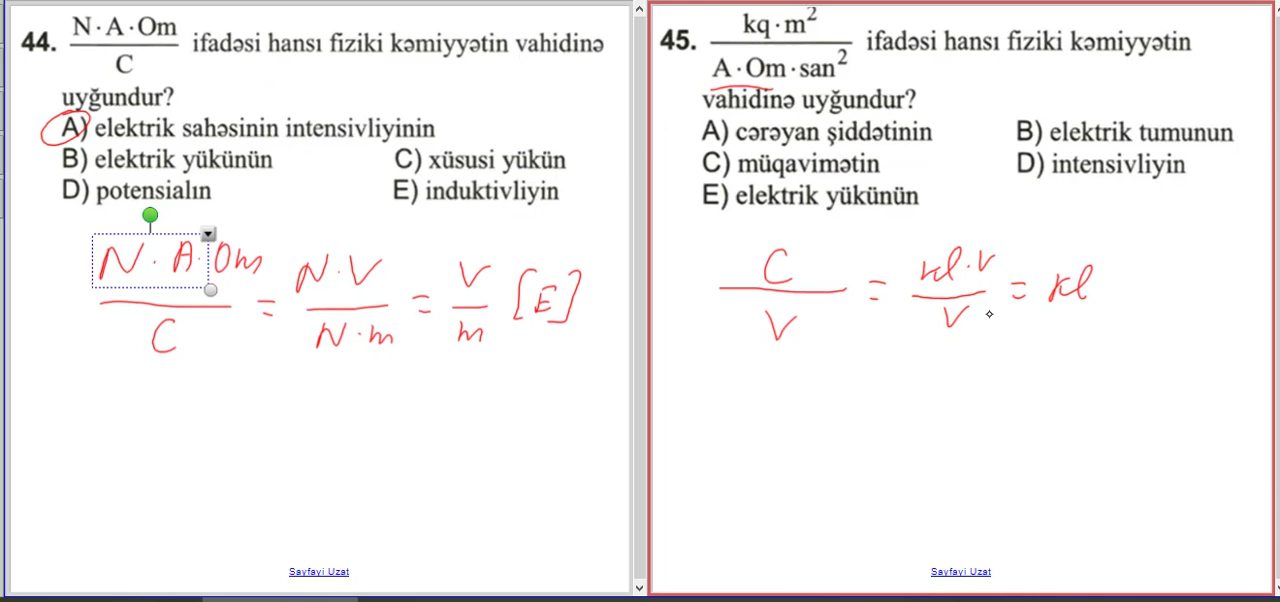 44. N · A · Om / C ifadəsi hansı fiziki kəmiyyətin vahidinə
uyğundur?
A) elektrik sahəsinin intensivliyinin
B) elektrik yükünün C) xüsusi yükün
D) potensialın E) induktivliyin
N · A · Om / C = N · V / N · m = V / m [E]
Sayfayi Uzat
45. kq · m² / A · Om · san² ifadəsi hansı fiziki kəmiyyətin
vahidinə uyğundur?
A) cərəyan şiddətinin B) elektrik tumunun
C) müqavimətin D) intensivliyin
E) elektrik yükünün
C / V = kl · V / V = kl
Sayfayi Uzat